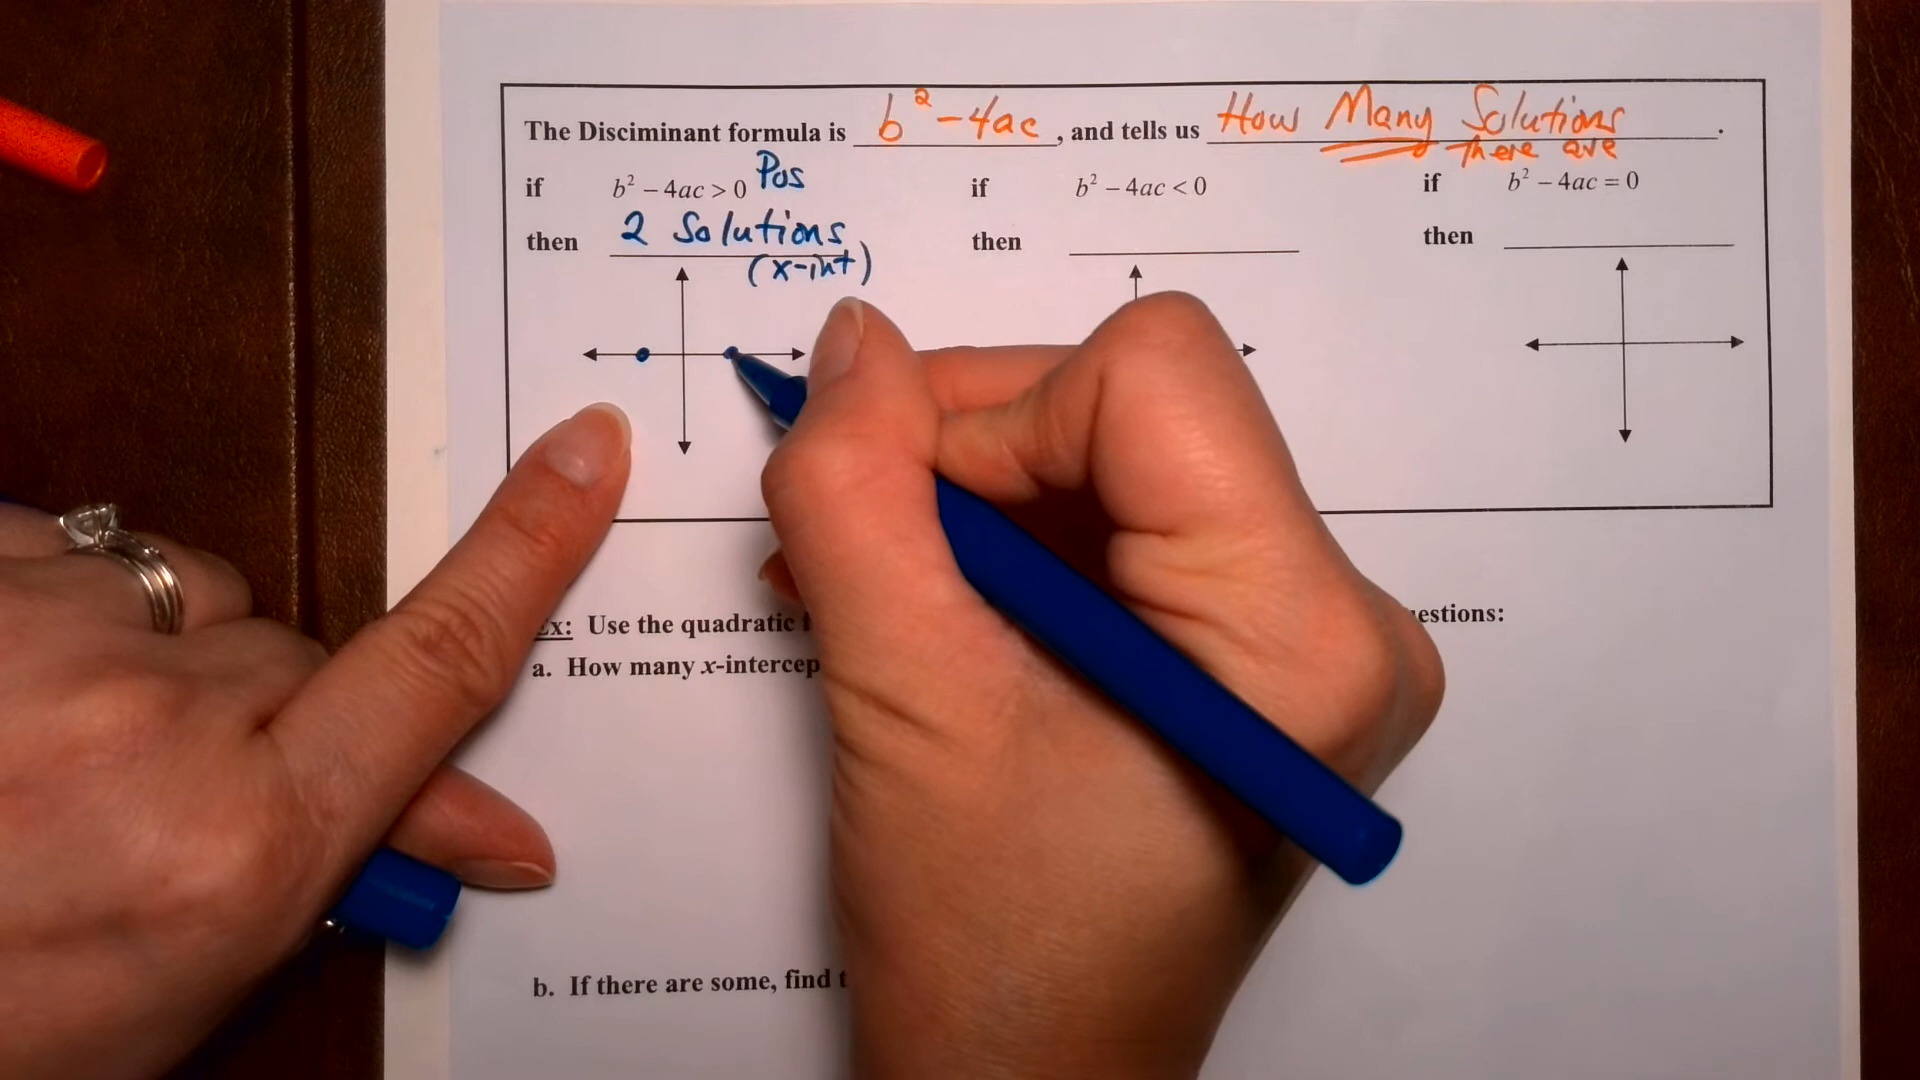 The Disciminant formula is b² - 4ac, and tells us How Many Solutions.
There are
if b² – 4ac > 0 Pos if b² – 4ac < 0 if b² – 4ac = 0
then 2 Solutions then then
(x-int)
Ex: Use the quadratic
a. How many x-intercep
b. If there are some, find